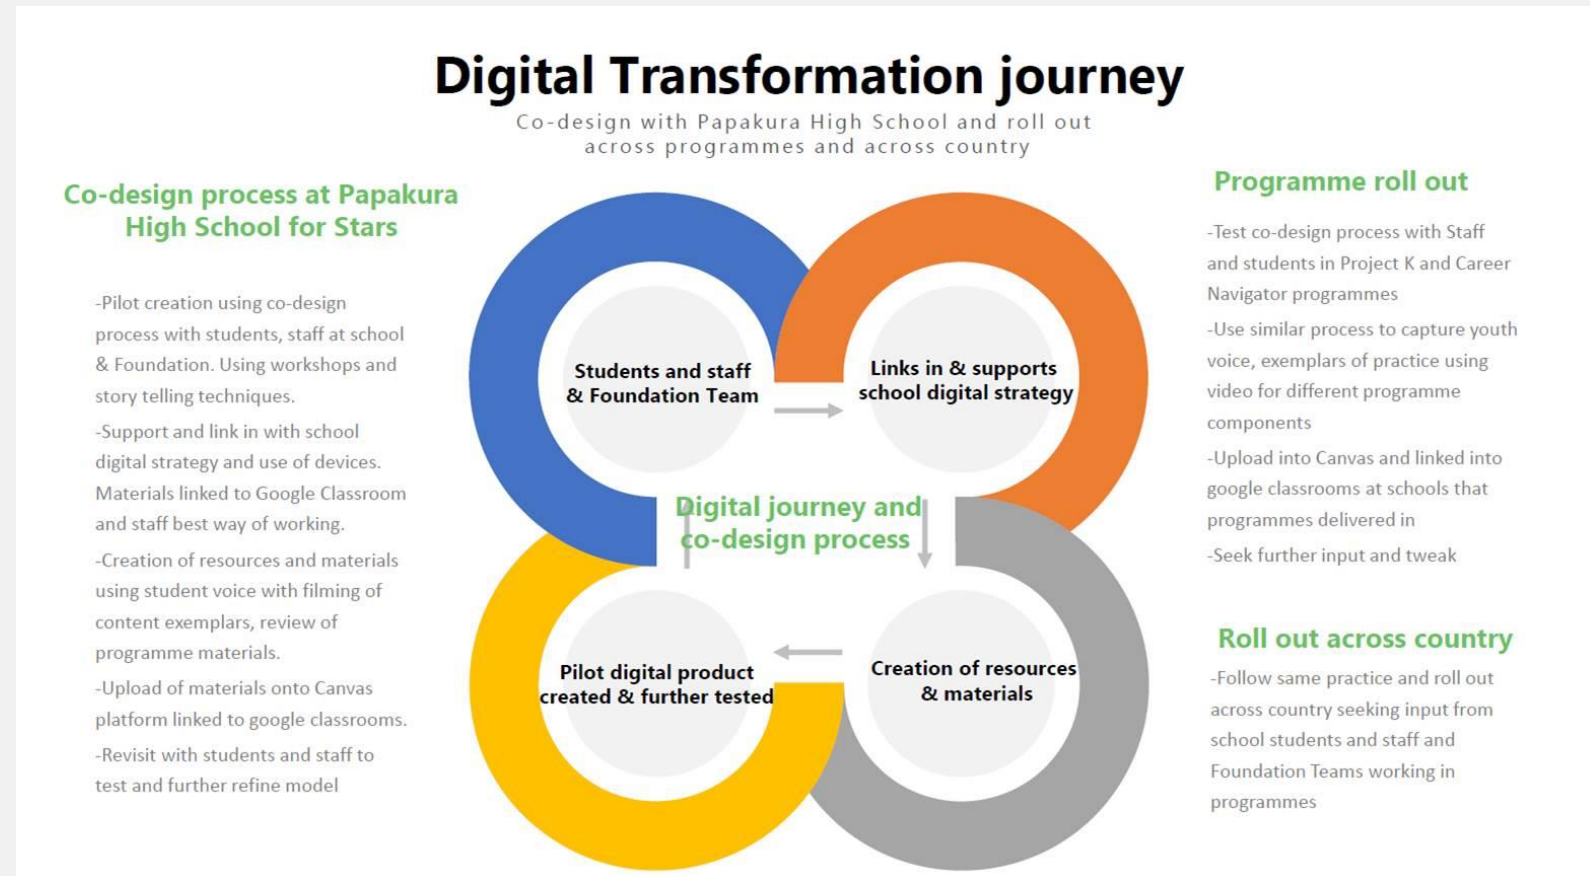 Digital Transformation journey
Co-design with Papakura High School and roll out
across programmes and across country
Co-design process at Papakura
High School for Stars
-Pilot creation using co-design
process with students, staff at school
& Foundation. Using workshops and
story telling techniques.
-Support and link in with school
digital strategy and use of devices.
Materials linked to Google Classroom
and staff best way of working.
-Creation of resources and materials
using student voice with filming of
content exemplars, review of
programme materials.
-Upload of materials onto Canvas
platform linked to google classrooms.
-Revisit with students and staff to
test and further refine model
Students and staff
& Foundation Team
Links in & supports
school digital strategy
Digital journey and
co-design process
Pilot digital product
created & further tested
Creation of resources
& materials
Programme roll out
-Test co-design process with Staff
and students in Project K and Career
Navigator programmes
-Use similar process to capture youth
voice, exemplars of practice using
video for different programme
components
-Upload into Canvas and linked into
google classrooms at schools that
programmes delivered in
-Seek further input and tweak
Roll out across country
-Follow same practice and roll out
across country seeking input from
school students and staff and
Foundation Teams working in
programmes